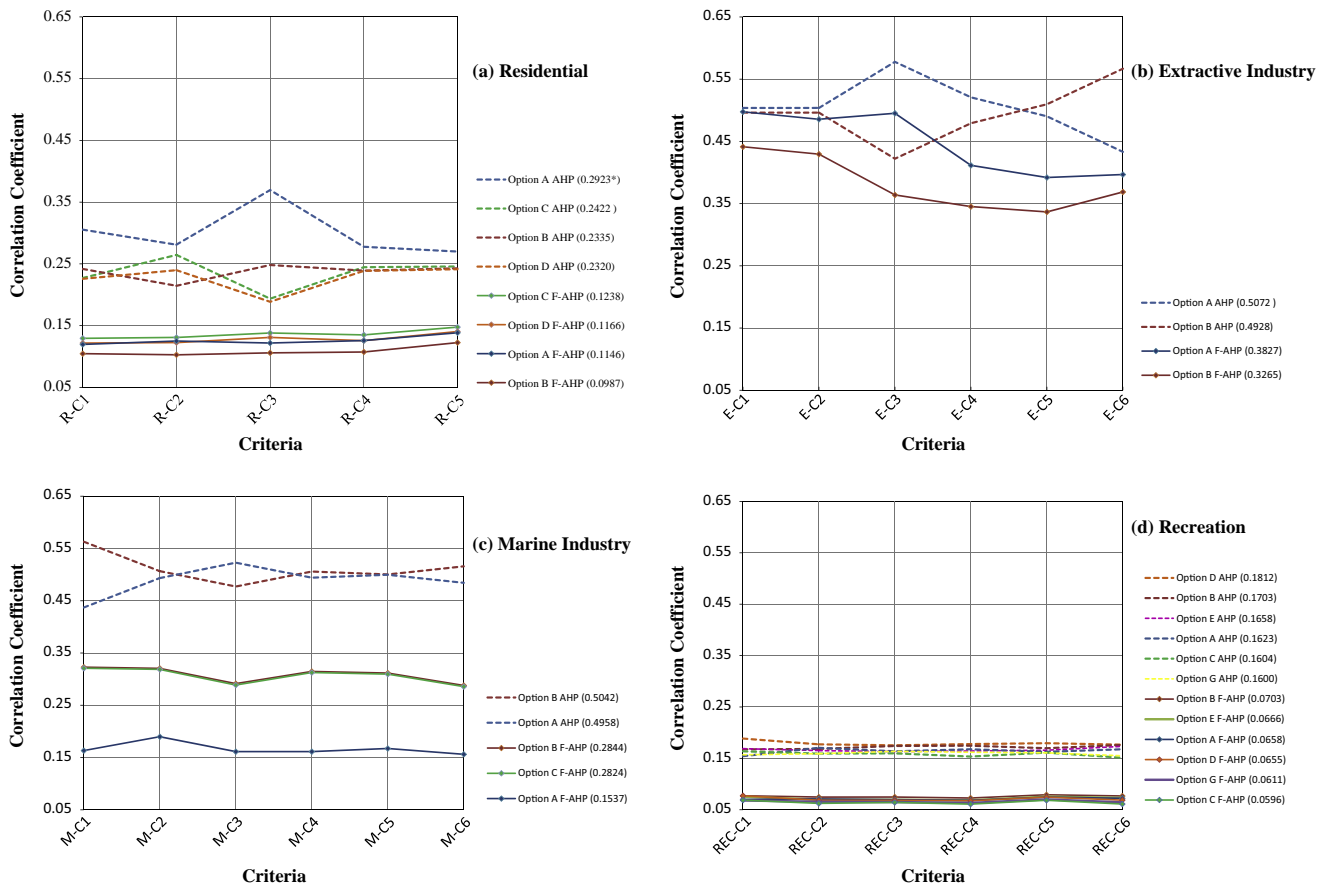 (a) Residential
Correlation Coefficient
0.65
0.55
0.45
0.35
0.25
0.15
0.05
R-C1
R-C2
R-C3
R-C4
R-C5
Criteria
Option A AHP (0.2923*)
Option C AHP (0.2422 )
Option B AHP (0.2335)
Option D AHP (0.2320)
Option C F-AHP (0.1238)
Option D F-AHP (0.1166)
Option A F-AHP (0.1146)
Option B F-AHP (0.0987)
(b) Extractive Industry
Correlation Coefficient
0.65
0.55
0.45
0.35
0.25
0.15
0.05
E-C1
E-C2
E-C3
E-C4
E-C5
E-C6
Criteria
Option A AHP (0.5072 )
Option B AHP (0.4928)
Option A F-AHP (0.3827)
Option B F-AHP (0.3265)
(c) Marine Industry
Correlation Coefficient
0.65
0.55
0.45
0.35
0.25
0.15
0.05
M-C1
M-C2
M-C3
M-C4
M-C5
M-C6
Criteria
Option B AHP (0.5042)
Option A AHP (0.4958)
Option B F-AHP (0.2844)
Option C F-AHP (0.2824)
Option A F-AHP (0.1537)
(d) Recreation
Correlation Coefficient
0.65
0.55
0.45
0.35
0.25
0.15
0.05
REC-C1
REC-C2
REC-C3
REC-C4
REC-C5
REC-C6
Criteria
Option D AHP (0.1812)
Option B AHP (0.1703)
Option E AHP (0.1658)
Option A AHP (0.1623)
Option C AHP (0.1604)
Option G AHP (0.1600)
Option B F-AHP (0.0703)
Option E F-AHP (0.0666)
Option A F-AHP (0.0658)
Option D F-AHP (0.0655)
Option G F-AHP (0.0611)
Option C F-AHP (0.0596)